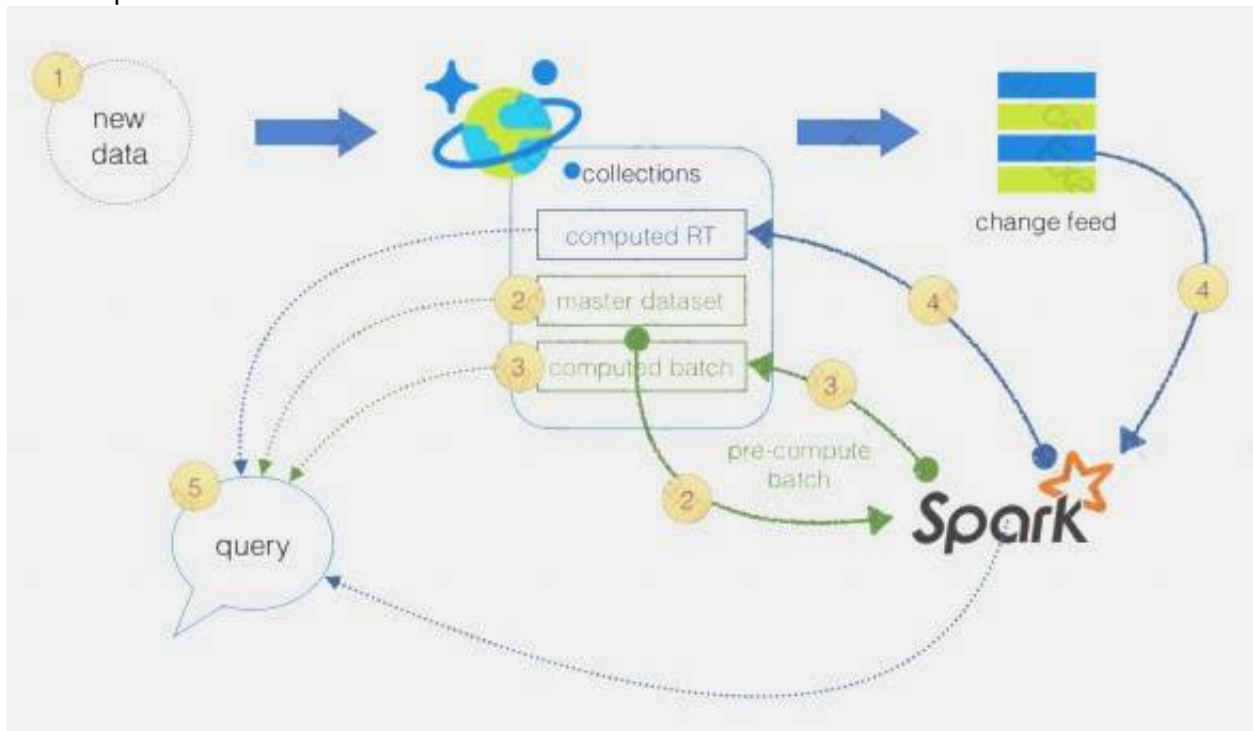 1
new
data
collections
computed RT
change feed
2
master dataset
4
4
3
computed batch
3
pre-compute
batch
2
5
query
Spark